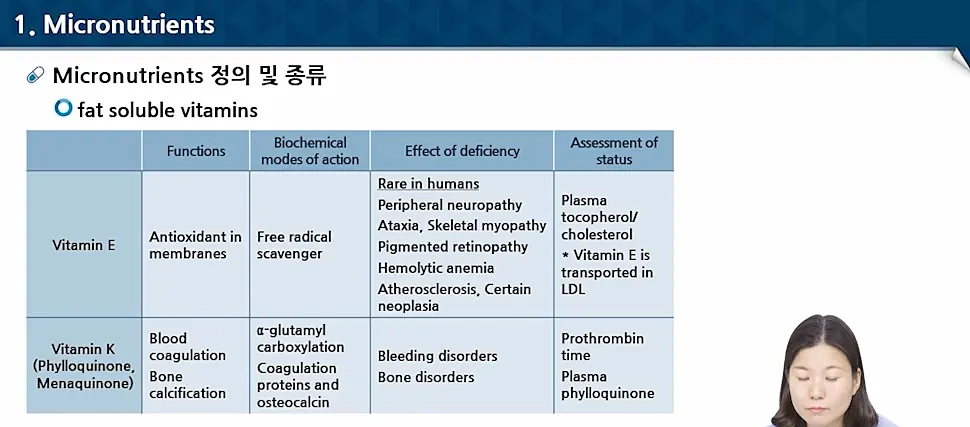 1. Micronutrients
Micronutrients 정의 및 종류
fat soluble vitamins
Functions
Biochemical
modes of action
Effect of deficiency
Assessment of
status
Vitamin E
Antioxidant in
membranes
Free radical
scavenger
Rare in humans
Peripheral neuropathy
Ataxia, Skeletal myopathy
Pigmented retinopathy
Hemolytic anemia
Atherosclerosis, Certain
neoplasia
Plasma
tocopherol/
cholesterol
* Vitamin E is
transported in
LDL
Vitamin K
(Phylloquinone,
Menaquinone)
Blood
coagulation
Bone
calcification
α-glutamyl
carboxylation
Coagulation
proteins and
osteocalcin
Bleeding disorders
Bone disorders
Prothrombin
time
Plasma
phylloquinone